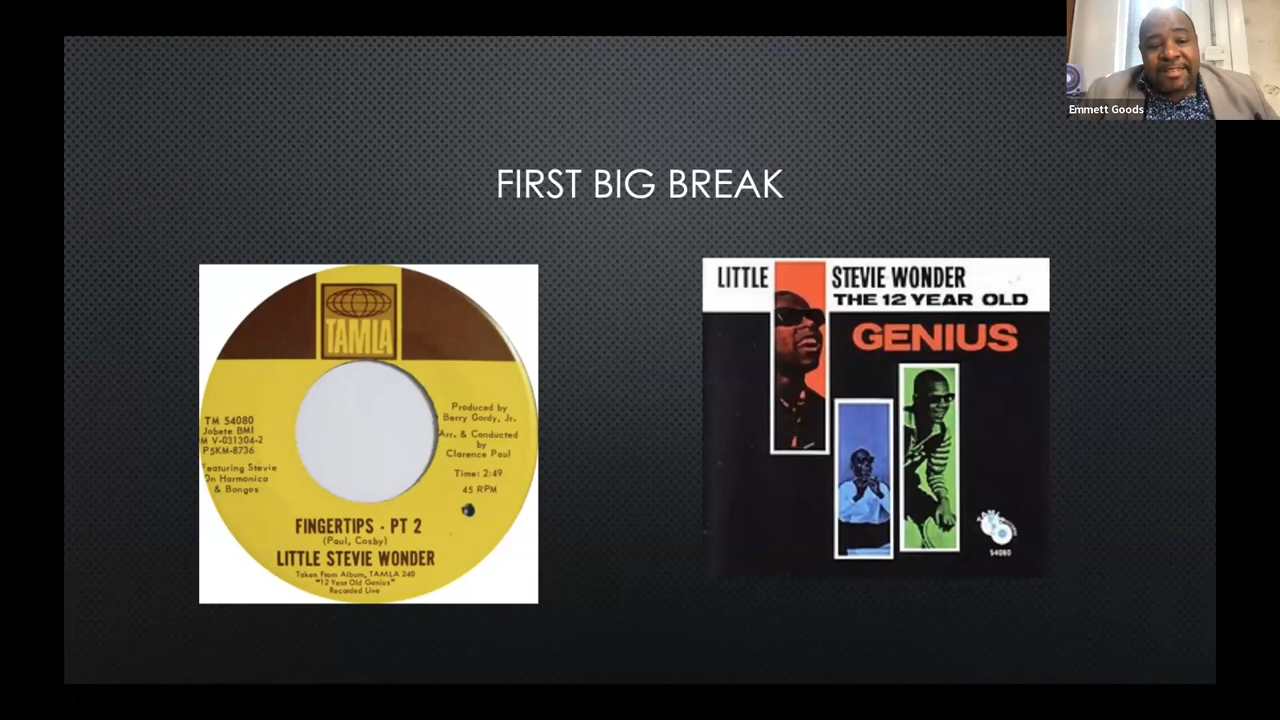 Emmett Goods
FIRST BIG BREAK
TAMLA
TM 54080
Jobete BMI
M V-031304-2
P5KM-8736
Featuring Stevie
On Harmonica
& Bongos
Produced by
Berry Gordy, Jr.
Arr. & Conducted
by
Clarence Paul
Time: 2:49
45 RPM
FINGERTIPS - PT 2
(Paul, Cosby)
LITTLE STEVIE WONDER
Taken From Album, TAMLA 240
"12 Year Old Genius"
Recorded Live
LITTLE STEVIE WONDER
THE 12 YEAR OLD
GENIUS
TAMLA
54080